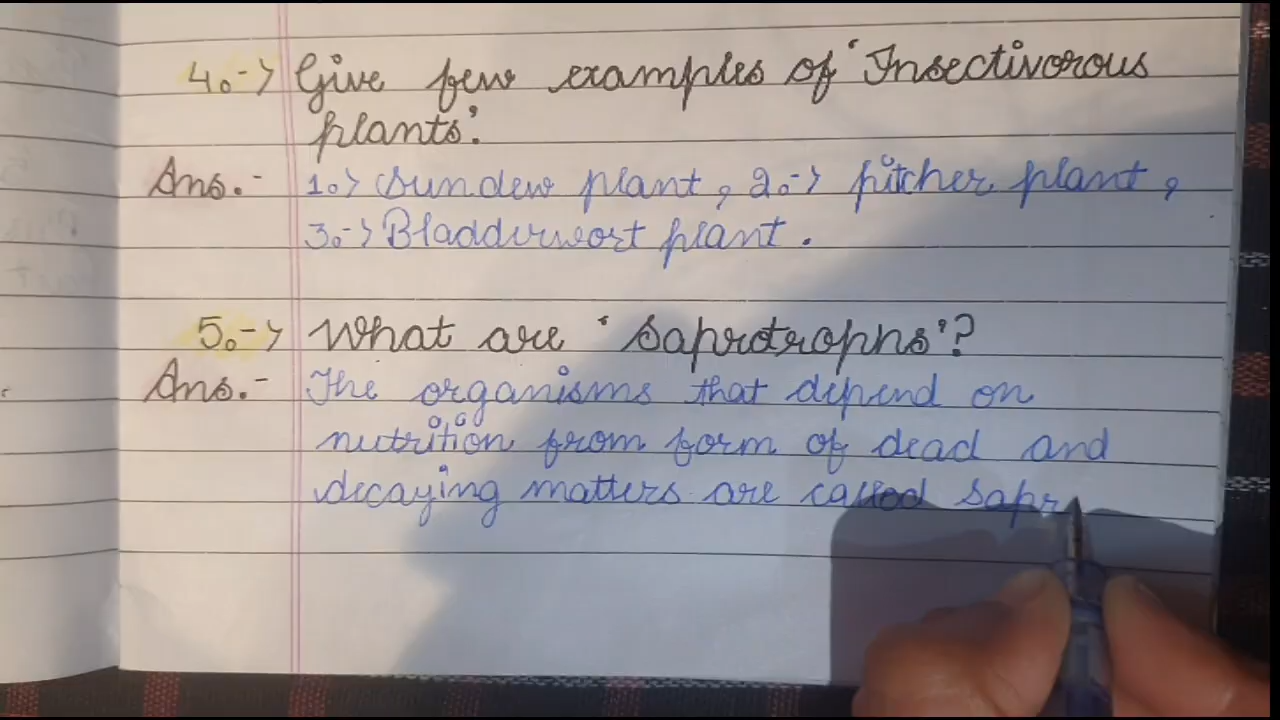 4.-> Give few examples of 'Insectivorous
plants'.
Ans.- 1.> Sundew plant, 2.-> pitcher plant,
3.-> Bladderwort plant.
5.-> What are 'Saprotrophs'?
Ans.- The organisms that depend on
nutrition from form of dead and
decaying matters are called sapr